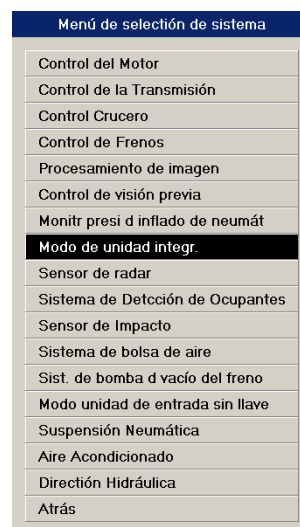 Menú de selectión de sistema
Control del Motor
Control de la Transmisión
Control Crucero
Control de Frenos
Procesamiento de imagen
Control de visión previa
Monitr presi d inflado de neumát
Modo de unidad integr.
Sensor de radar
Sistema de Detcción de Ocupantes
Sensor de Impacto
Sistema de bolsa de aire
Sist. de bomba d vacío del freno
Modo unidad de entrada sin llave
Suspensión Neumática
Aire Acondicionado
Directión Hidráulica
Atrás